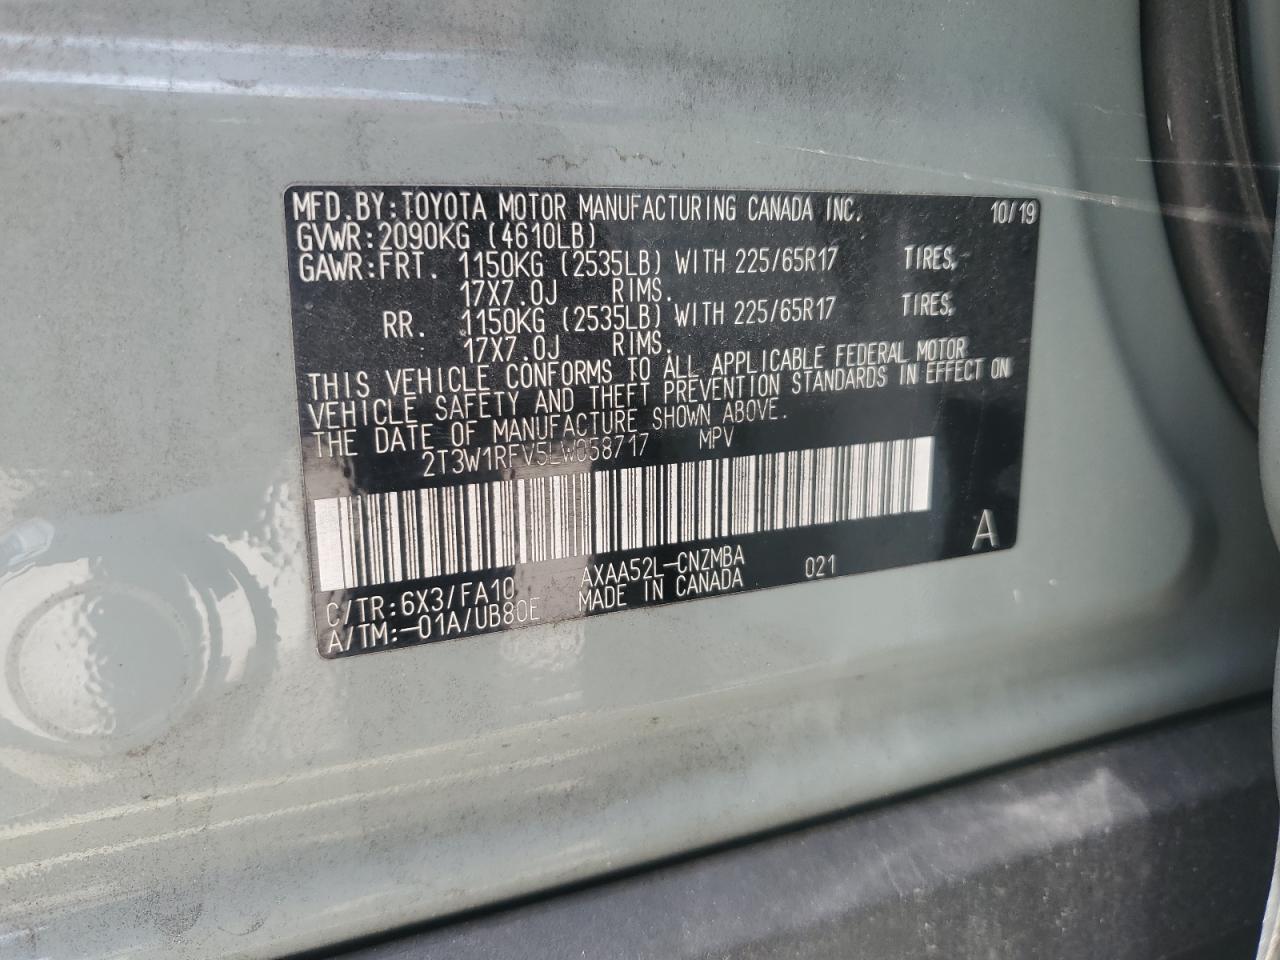 MFD.BY:TOYOTA MOTOR MANUFACTURING CANADA INC. 10/19
GVWR:2090KG (4610LB)
GAWR:FRT. 1150KG (2535LB) WITH 225/65R17 TIRES,
17X7.0J RIMS.
RR. 1150KG (2535LB) WITH 225/65R17 TIRES,
17X7.0J RIMS.
THIS VEHICLE CONFORMS TO ALL APPLICABLE FEDERAL MOTOR
VEHICLE SAFETY AND THEFT PREVENTION STANDARDS IN EFFECT ON
THE DATE OF MANUFACTURE SHOWN ABOVE.
2T3W1RFV5LW058717 MPV
A
C/TR:6X3/FA10 AXAA52L-CNZMBA 021
A/TM:-01A/UB80E MADE IN CANADA